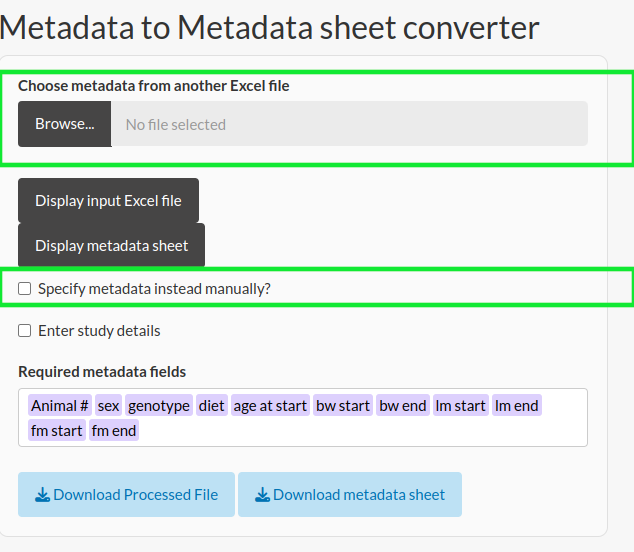 Metadata to Metadata sheet converter
Choose metadata from another Excel file
Browse... No file selected
Display input Excel file
Display metadata sheet
Specify metadata instead manually?
Enter study details
Required metadata fields
Animal # sex genotype diet age at start bw start bw end lm start lm end
fm start fm end
Download Processed File Download metadata sheet